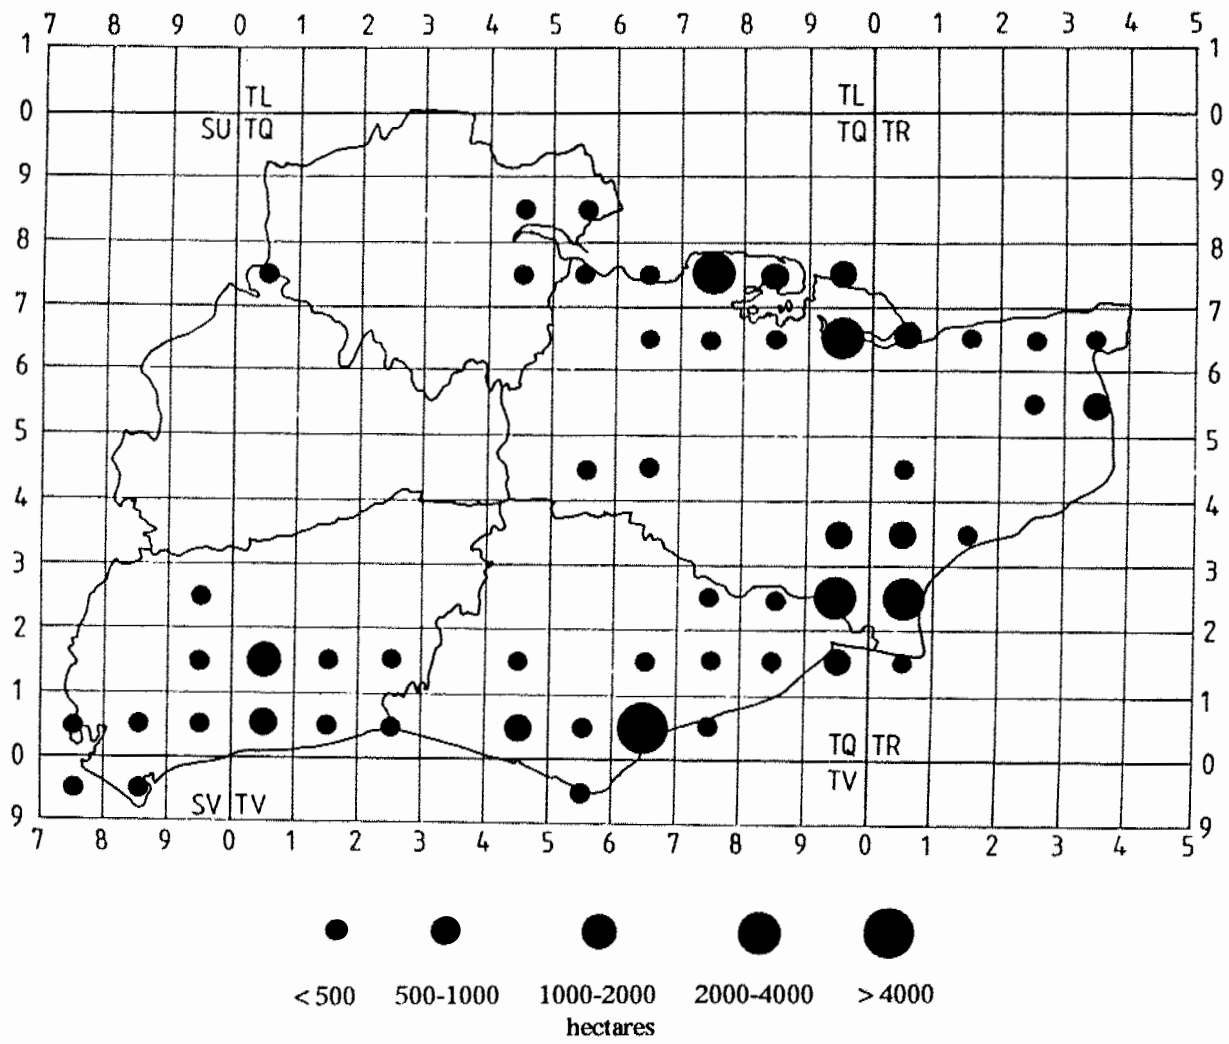 7 8 9 0 1 2 3 4 5 6 7 8 9 0 1 2 3 4 5
1 1
TL TL
0 0
SU TQ TQ TR
9 9
8 8
7 7
6 6
5 5
4 4
3 3
2 2
1 1
TQ TR
0 0
TV
SV TV
9 9
7 8 9 0 1 2 3 4 5 6 7 8 9 0 1 2 3 4 5
<500 500-1000 1000-2000 2000-4000 >4000
hectares